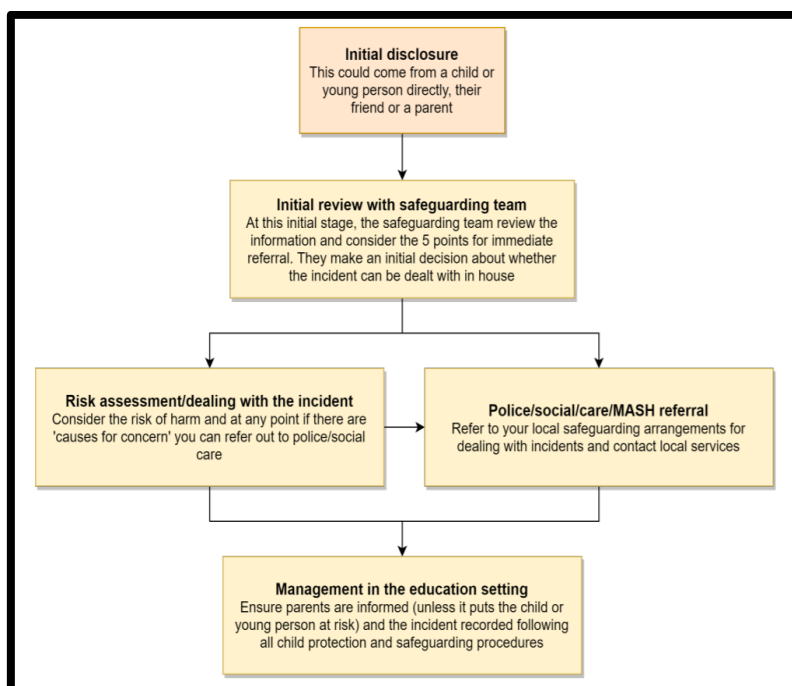 Initial disclosure
This could come from a child or
young person directly, their
friend or a parent
Initial review with safeguarding team
At this initial stage, the safeguarding team review the
information and consider the 5 points for immediate
referral. They make an initial decision about whether
the incident can be dealt with in house
Risk assessment/dealing with the incident
Consider the risk of harm and at any point if there are
'causes for concern' you can refer out to police/social
care
Police/social/care/MASH referral
Refer to your local safeguarding arrangements for
dealing with incidents and contact local services
Management in the education setting
Ensure parents are informed (unless it puts the child or
young person at risk) and the incident recorded following
all child protection and safeguarding procedures